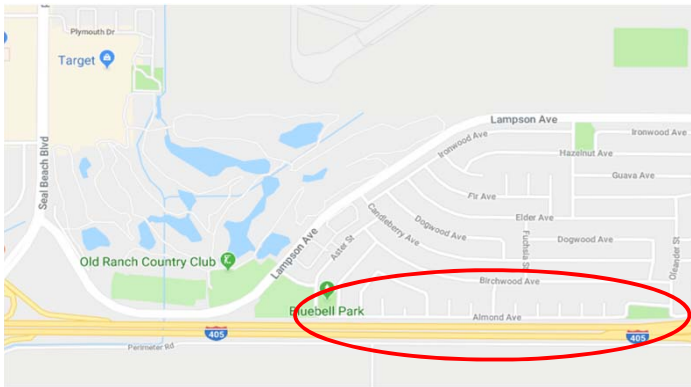 Plymouth Dr
Target
Seal Beach Blvd
Lampson Ave
Ironwood Ave
Ironwood Ave
Hazelnut Ave
Guava Ave
Fir Ave
Candleberry Ave
Dogwood Ave
Elder Ave
Fuchsia St
Dogwood Ave
Oleander St
Aster St
Lampson Ave
Old Ranch Country Club
Birchwood Ave
Bluebell Park
Almond Ave
405
405
Perimeter Rd